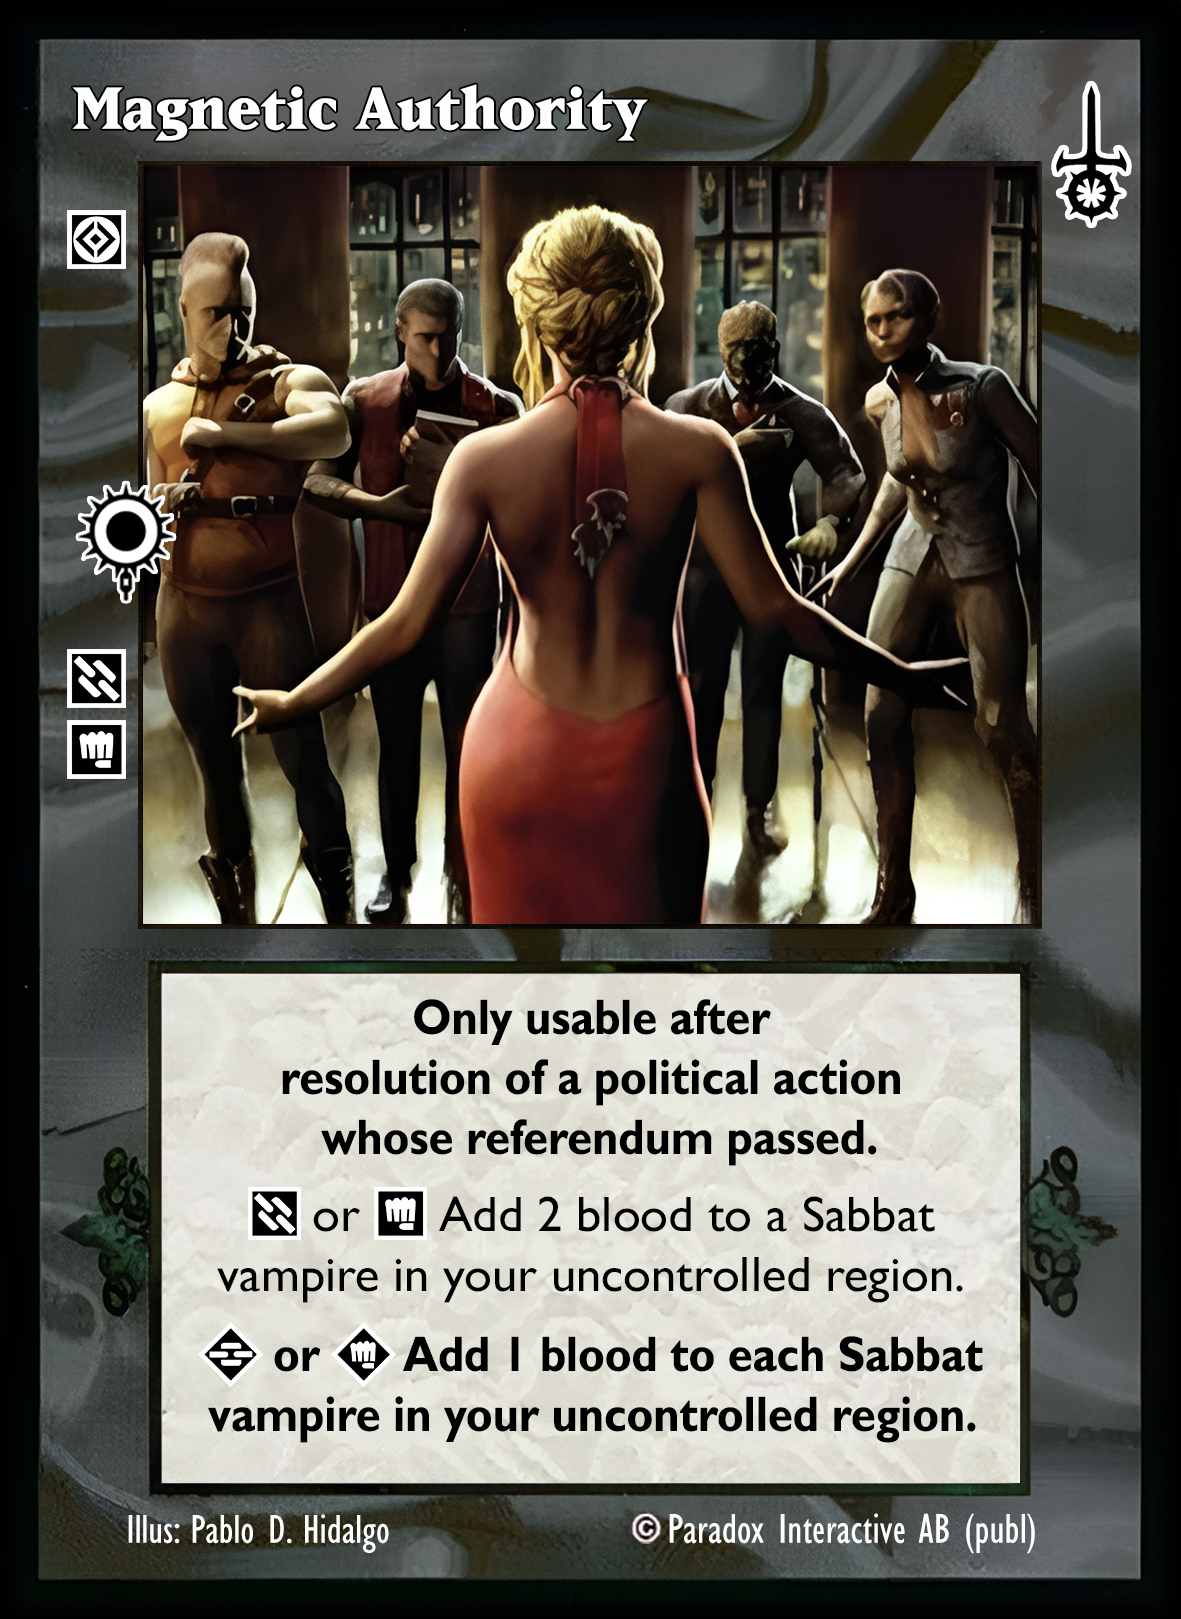 Magnetic Authority
Only usable after
resolution of a political action
whose referendum passed.
or Add 2 blood to a Sabbat
vampire in your uncontrolled region.
or Add 1 blood to each Sabbat
vampire in your uncontrolled region.
Illus: Pablo D. Hidalgo
© Paradox Interactive AB (publ)